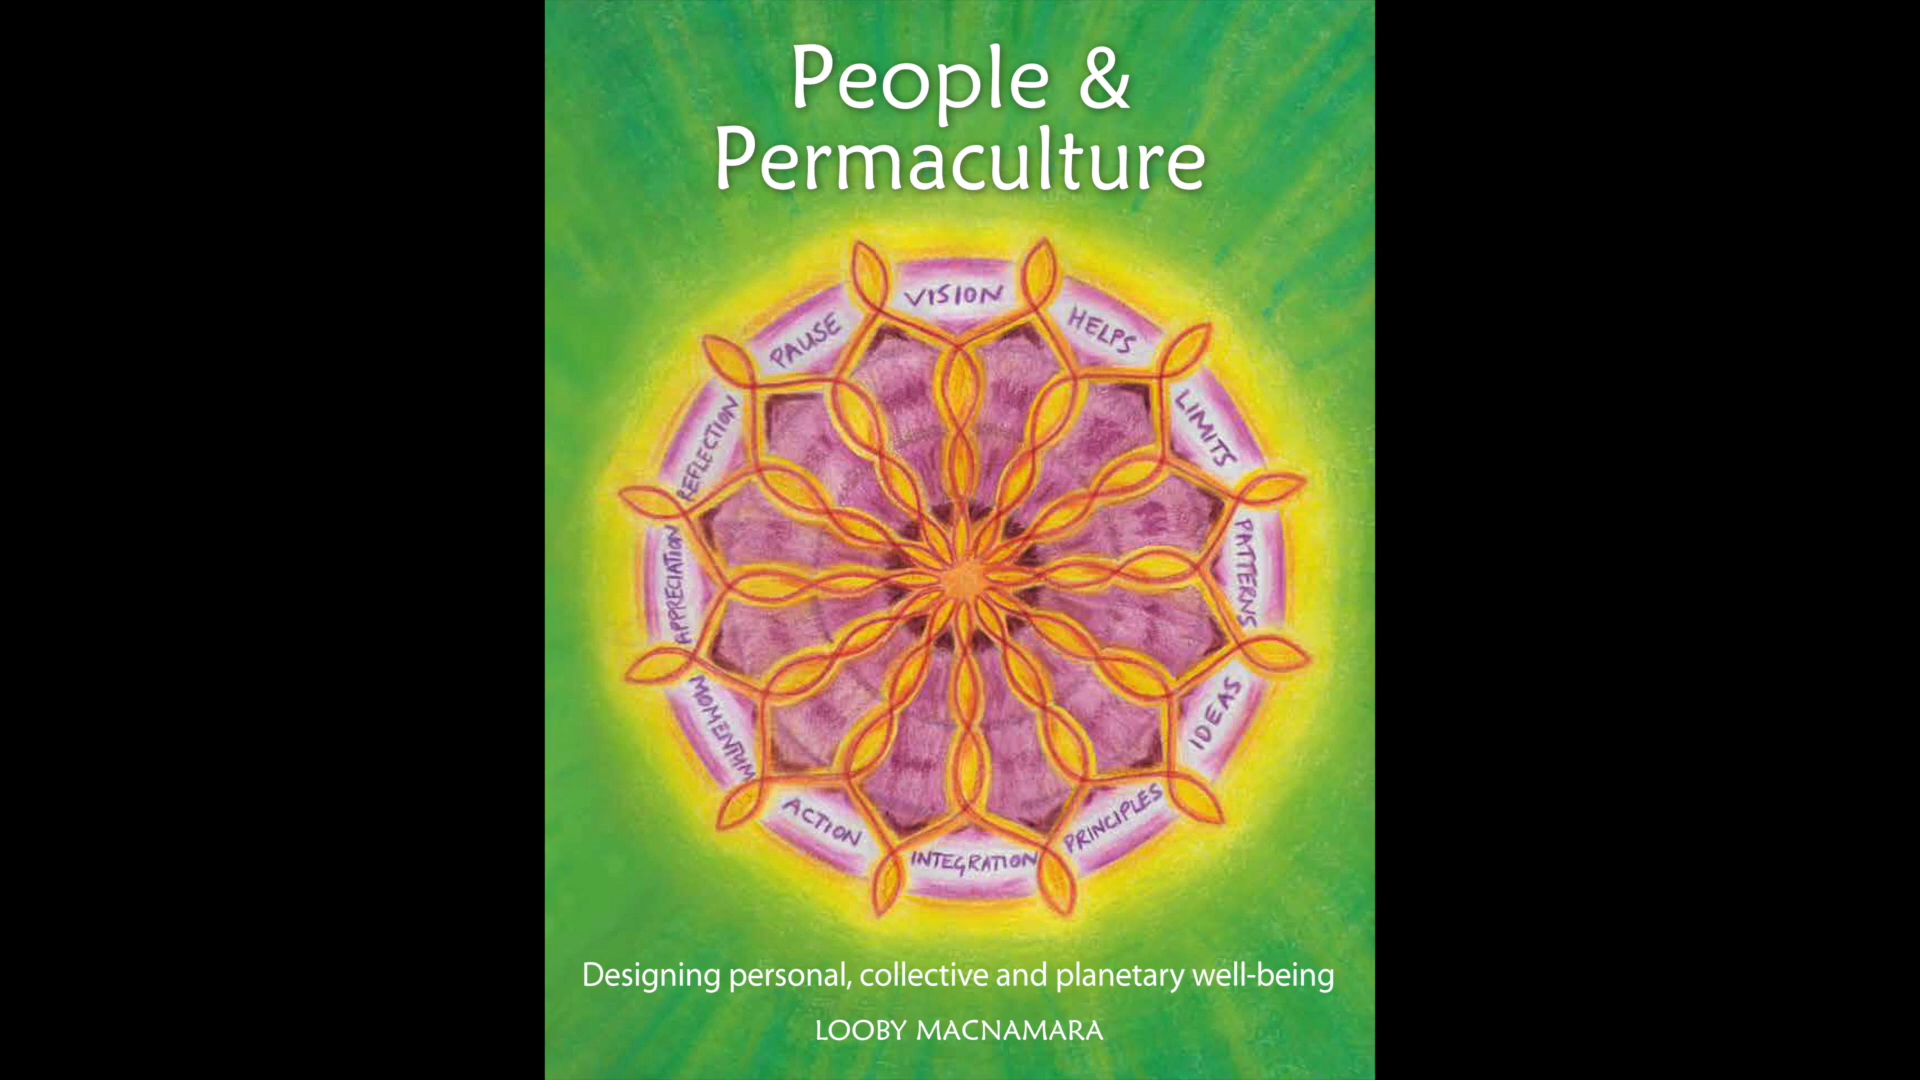 People &
Permaculture
VISION
HELPS
LIMITS
PATTERNS
IDEAS
PRINCIPLES
INTEGRATION
ACTION
MOMENTUM
APPRECIATION
REFLECTION
PAUSE
Designing personal, collective and planetary well-being
LOOBY MACNAMARA